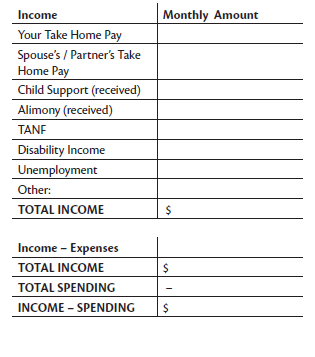 Income Monthly Amount
Your Take Home Pay
Spouse's / Partner's Take
Home Pay
Child Support (received)
Alimony (received)
TANF
Disability Income
Unemployment
Other:
TOTAL INCOME $
Income – Expenses
TOTAL INCOME $
TOTAL SPENDING –
INCOME – SPENDING $